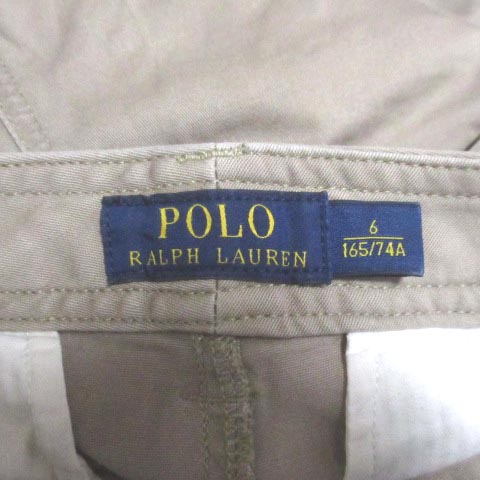 POLO
RALPH LAUREN
6
165/74A